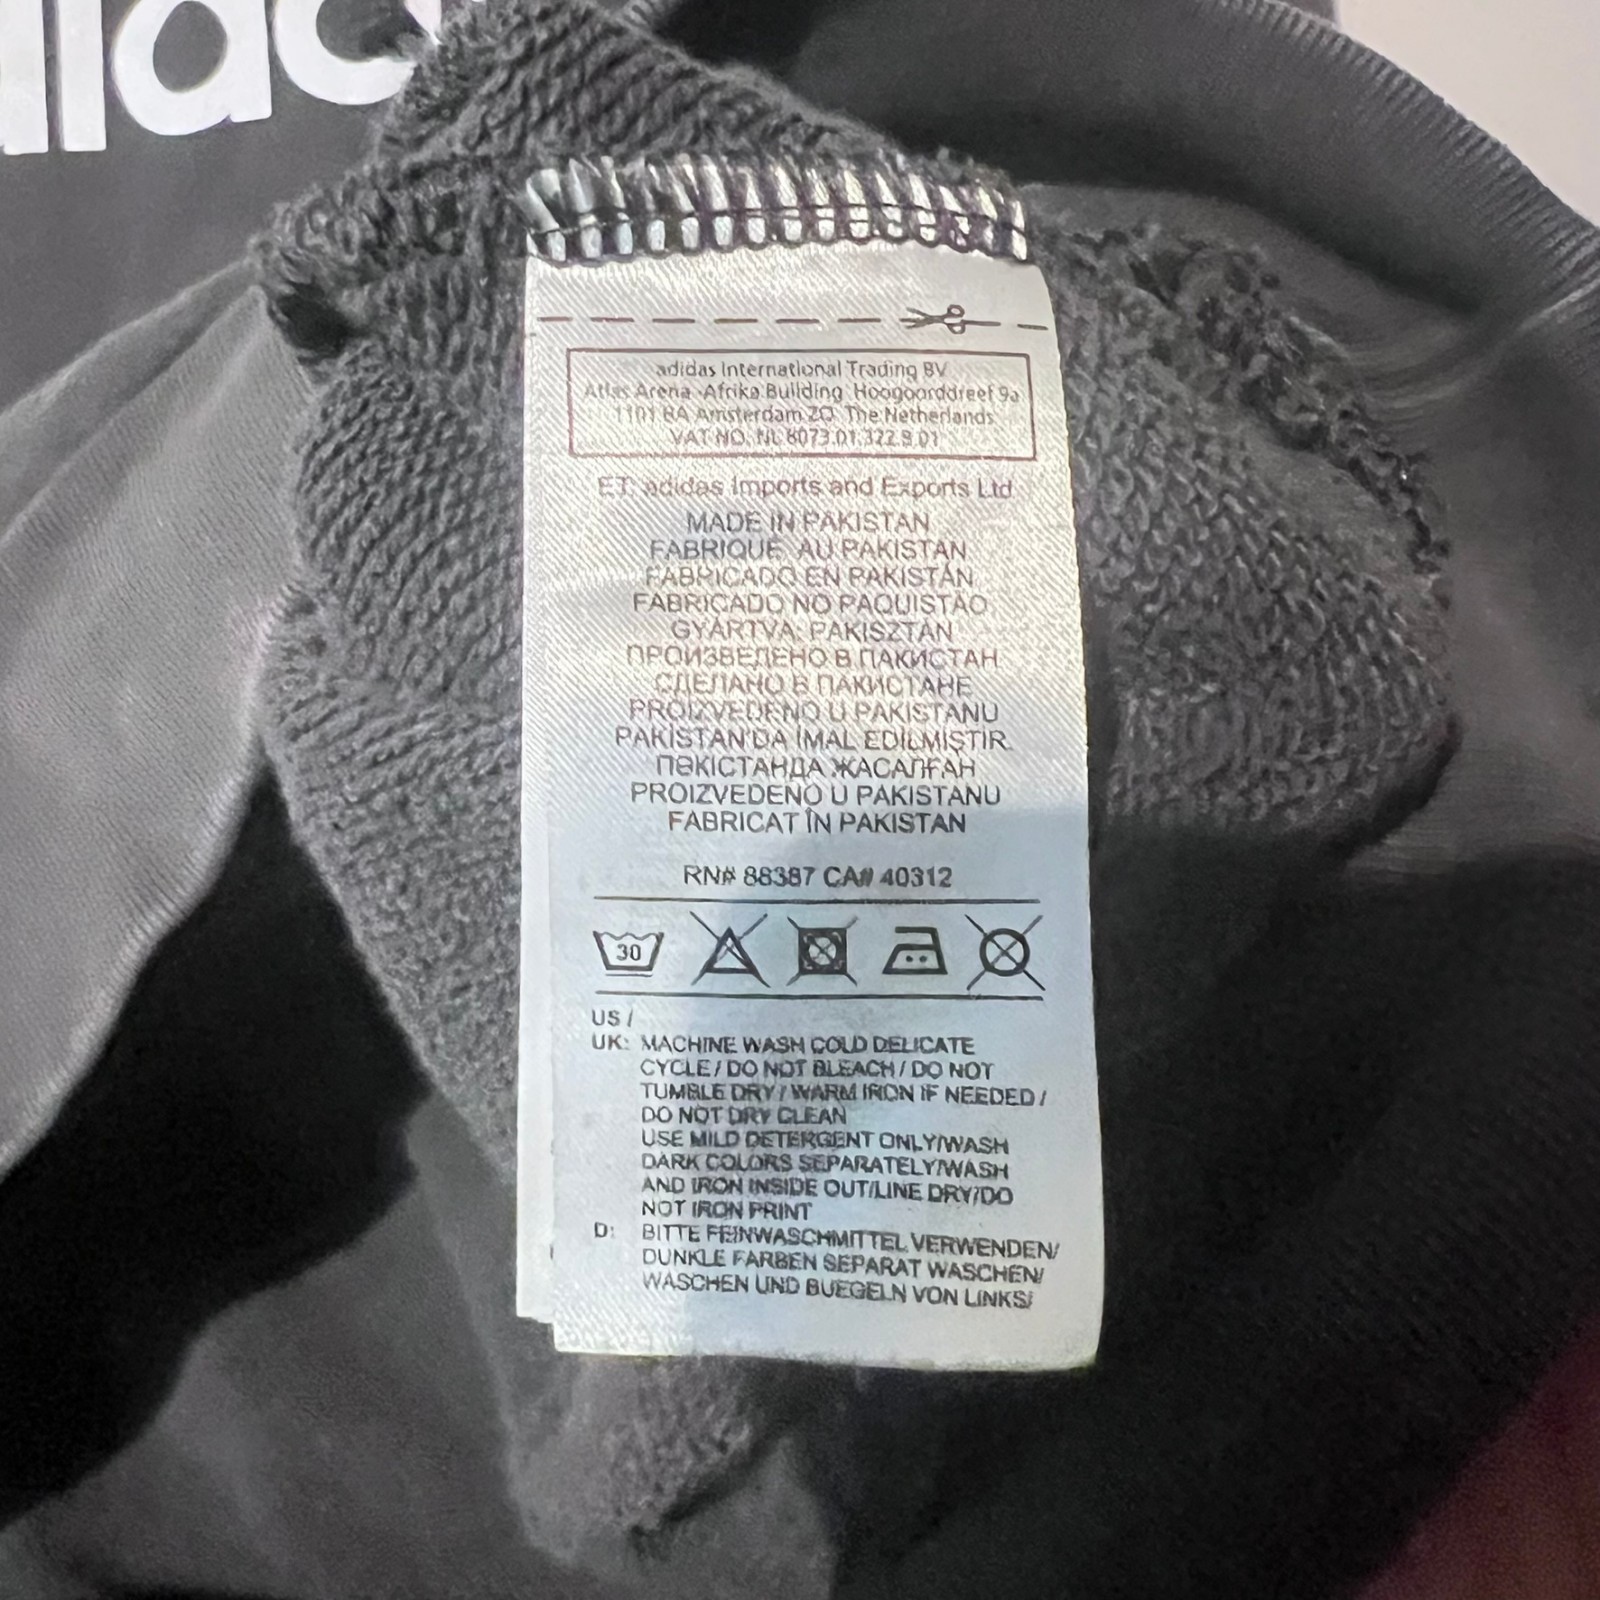 adidas International Trading BV
Atlas Arena -Afrika Building Hoogoorddreef 9a
1101 BA Amsterdam ZO The Netherlands
VAT NO. NL 8073.01.322.B.01
ET: adidas Imports and Exports Ltd
MADE IN PAKISTAN
FABRIQUÉ AU PAKISTAN
FABRICADO EN PAKISTÁN
FABRICADO NO PAQUISTÃO
GYÁRTVA: PAKISZTÁN
ПРОИЗВЕДЕНО В ПАКИСТАН
СДЕЛАНО В ПАКИСТАНЕ
PROIZVEDENO U PAKISTANU
PAKİSTAN'DA İMAL EDİLMİŞTİR.
ПӘКІСТАНДА ЖАСАЛҒАН
PROIZVEDENO U PAKISTANU
FABRICAT ÎN PAKISTAN
RN# 88387 CA# 40312
30
US /
UK: MACHINE WASH COLD DELICATE
CYCLE / DO NOT BLEACH / DO NOT
TUMBLE DRY / WARM IRON IF NEEDED /
DO NOT DRY CLEAN
USE MILD DETERGENT ONLY/WASH
DARK COLORS SEPARATELY/WASH
AND IRON INSIDE OUT/LINE DRY/DO
NOT IRON PRINT
D: BITTE FEINWASCHMITTEL VERWENDEN/
DUNKLE FARBEN SEPARAT WASCHEN/
WASCHEN UND BUEGELN VON LINKS/